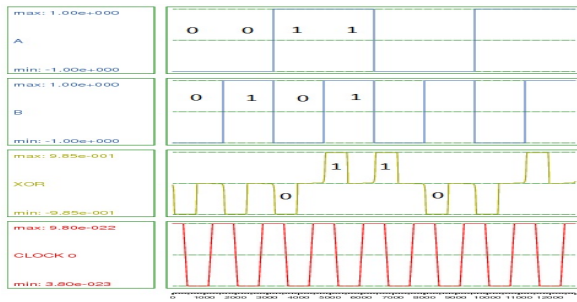 max: 1.00e+000
A
min: -1.00e+000
0 0 1 1
max: 1.00e+000
B
min: -1.00e+000
0 1 0 1
max: 9.85e-001
XOR
min: -9.85e-001
0 1 1 0
max: 9.80e-022
CLOCK 0
min: 3.80e-023
0 1000 2000 3000 4000 5000 6000 7000 8000 9000 10000 11000 12000